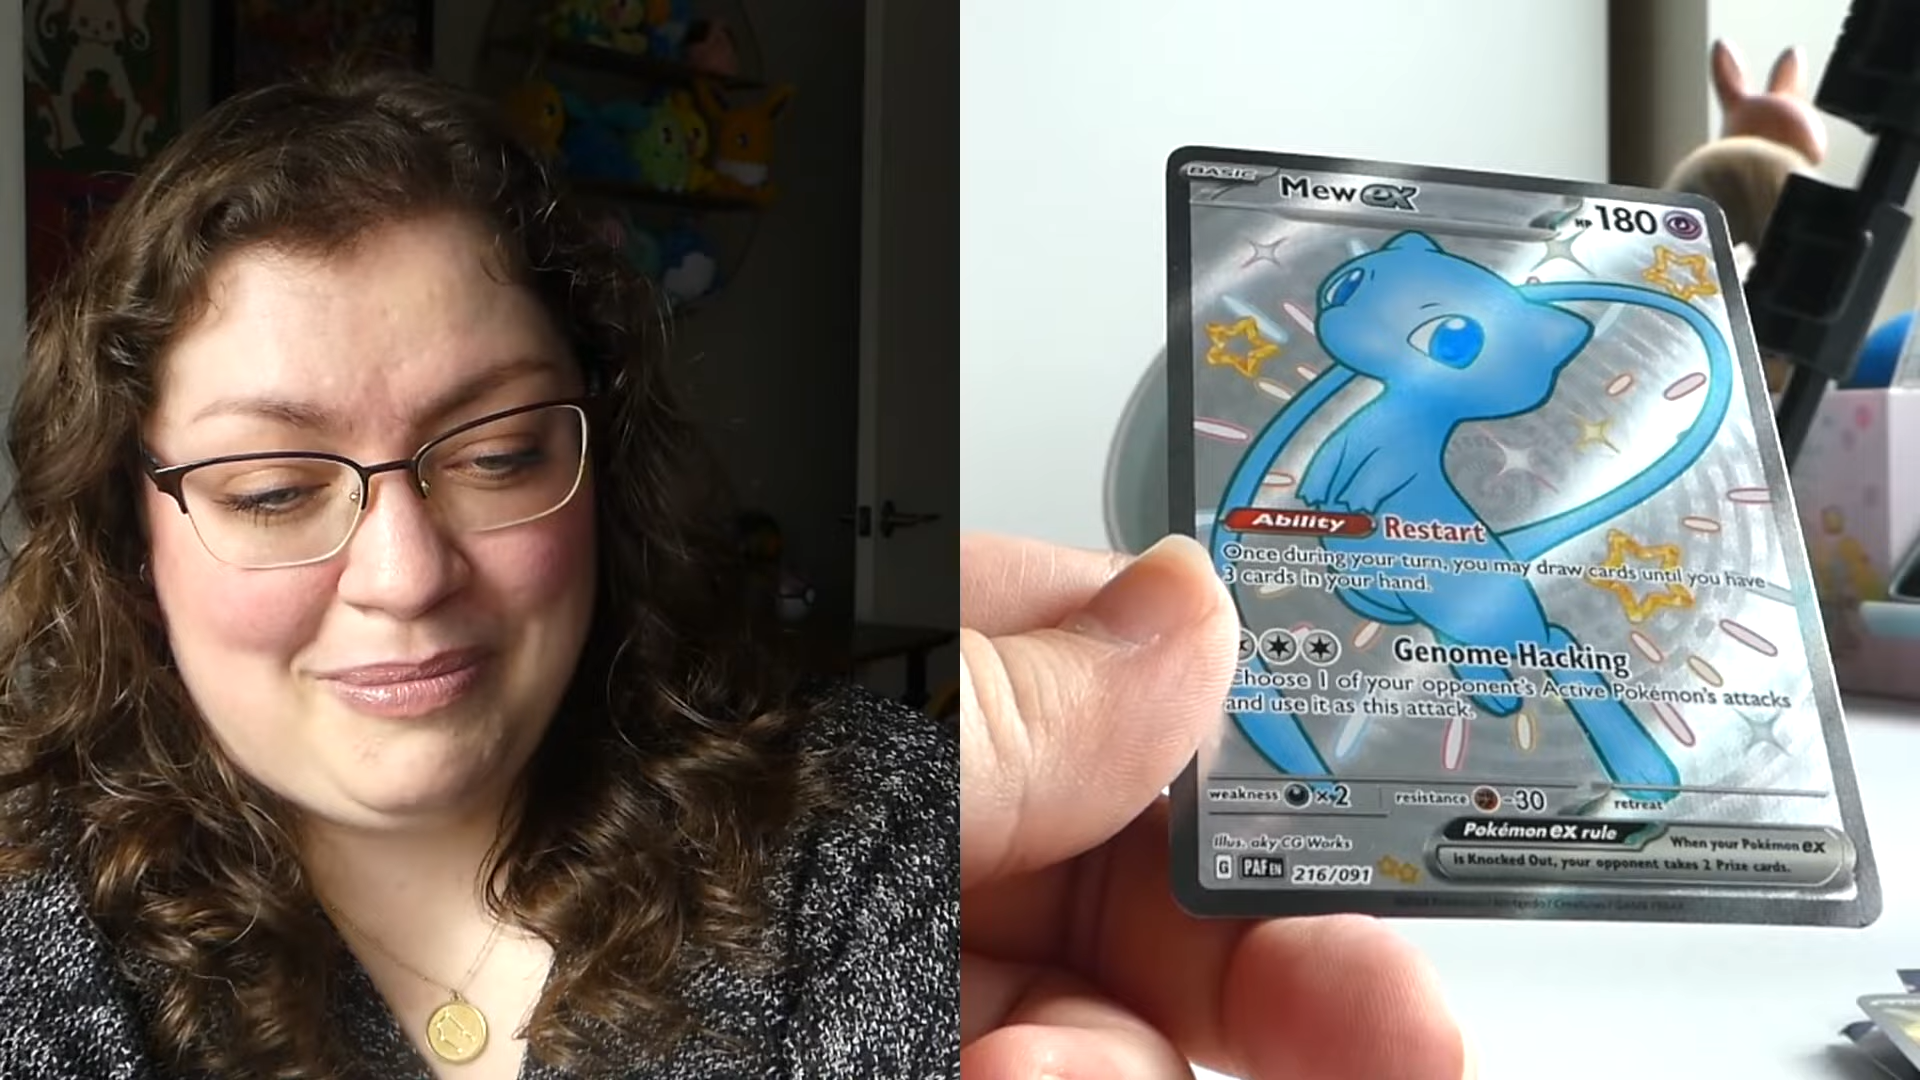 BASIC
Mew ex
HP 180
Ability Restart
Once during your turn, you may draw cards until you have
3 cards in your hand.
Genome Hacking
Choose 1 of your opponent's Active Pokémon's attacks
and use it as this attack.
weakness ×2 resistance -30 retreat
Illus. aky CG Works
Pokémon ex rule
When your Pokémon ex
is Knocked Out, your opponent takes 2 Prize cards.
G PAF EN 216/091